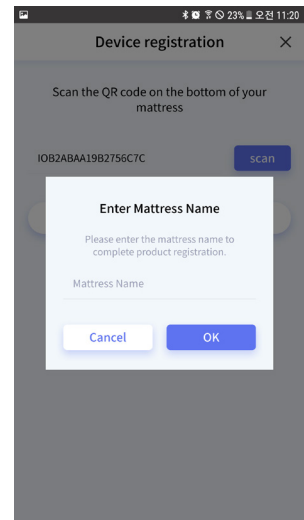 23% 오전 11:20
Device registration
Scan the QR code on the bottom of your
mattress
IOB2ABAA19B2756C7C
scan
Enter Mattress Name
Please enter the mattress name to
complete product registration.
Mattress Name
Cancel
OK